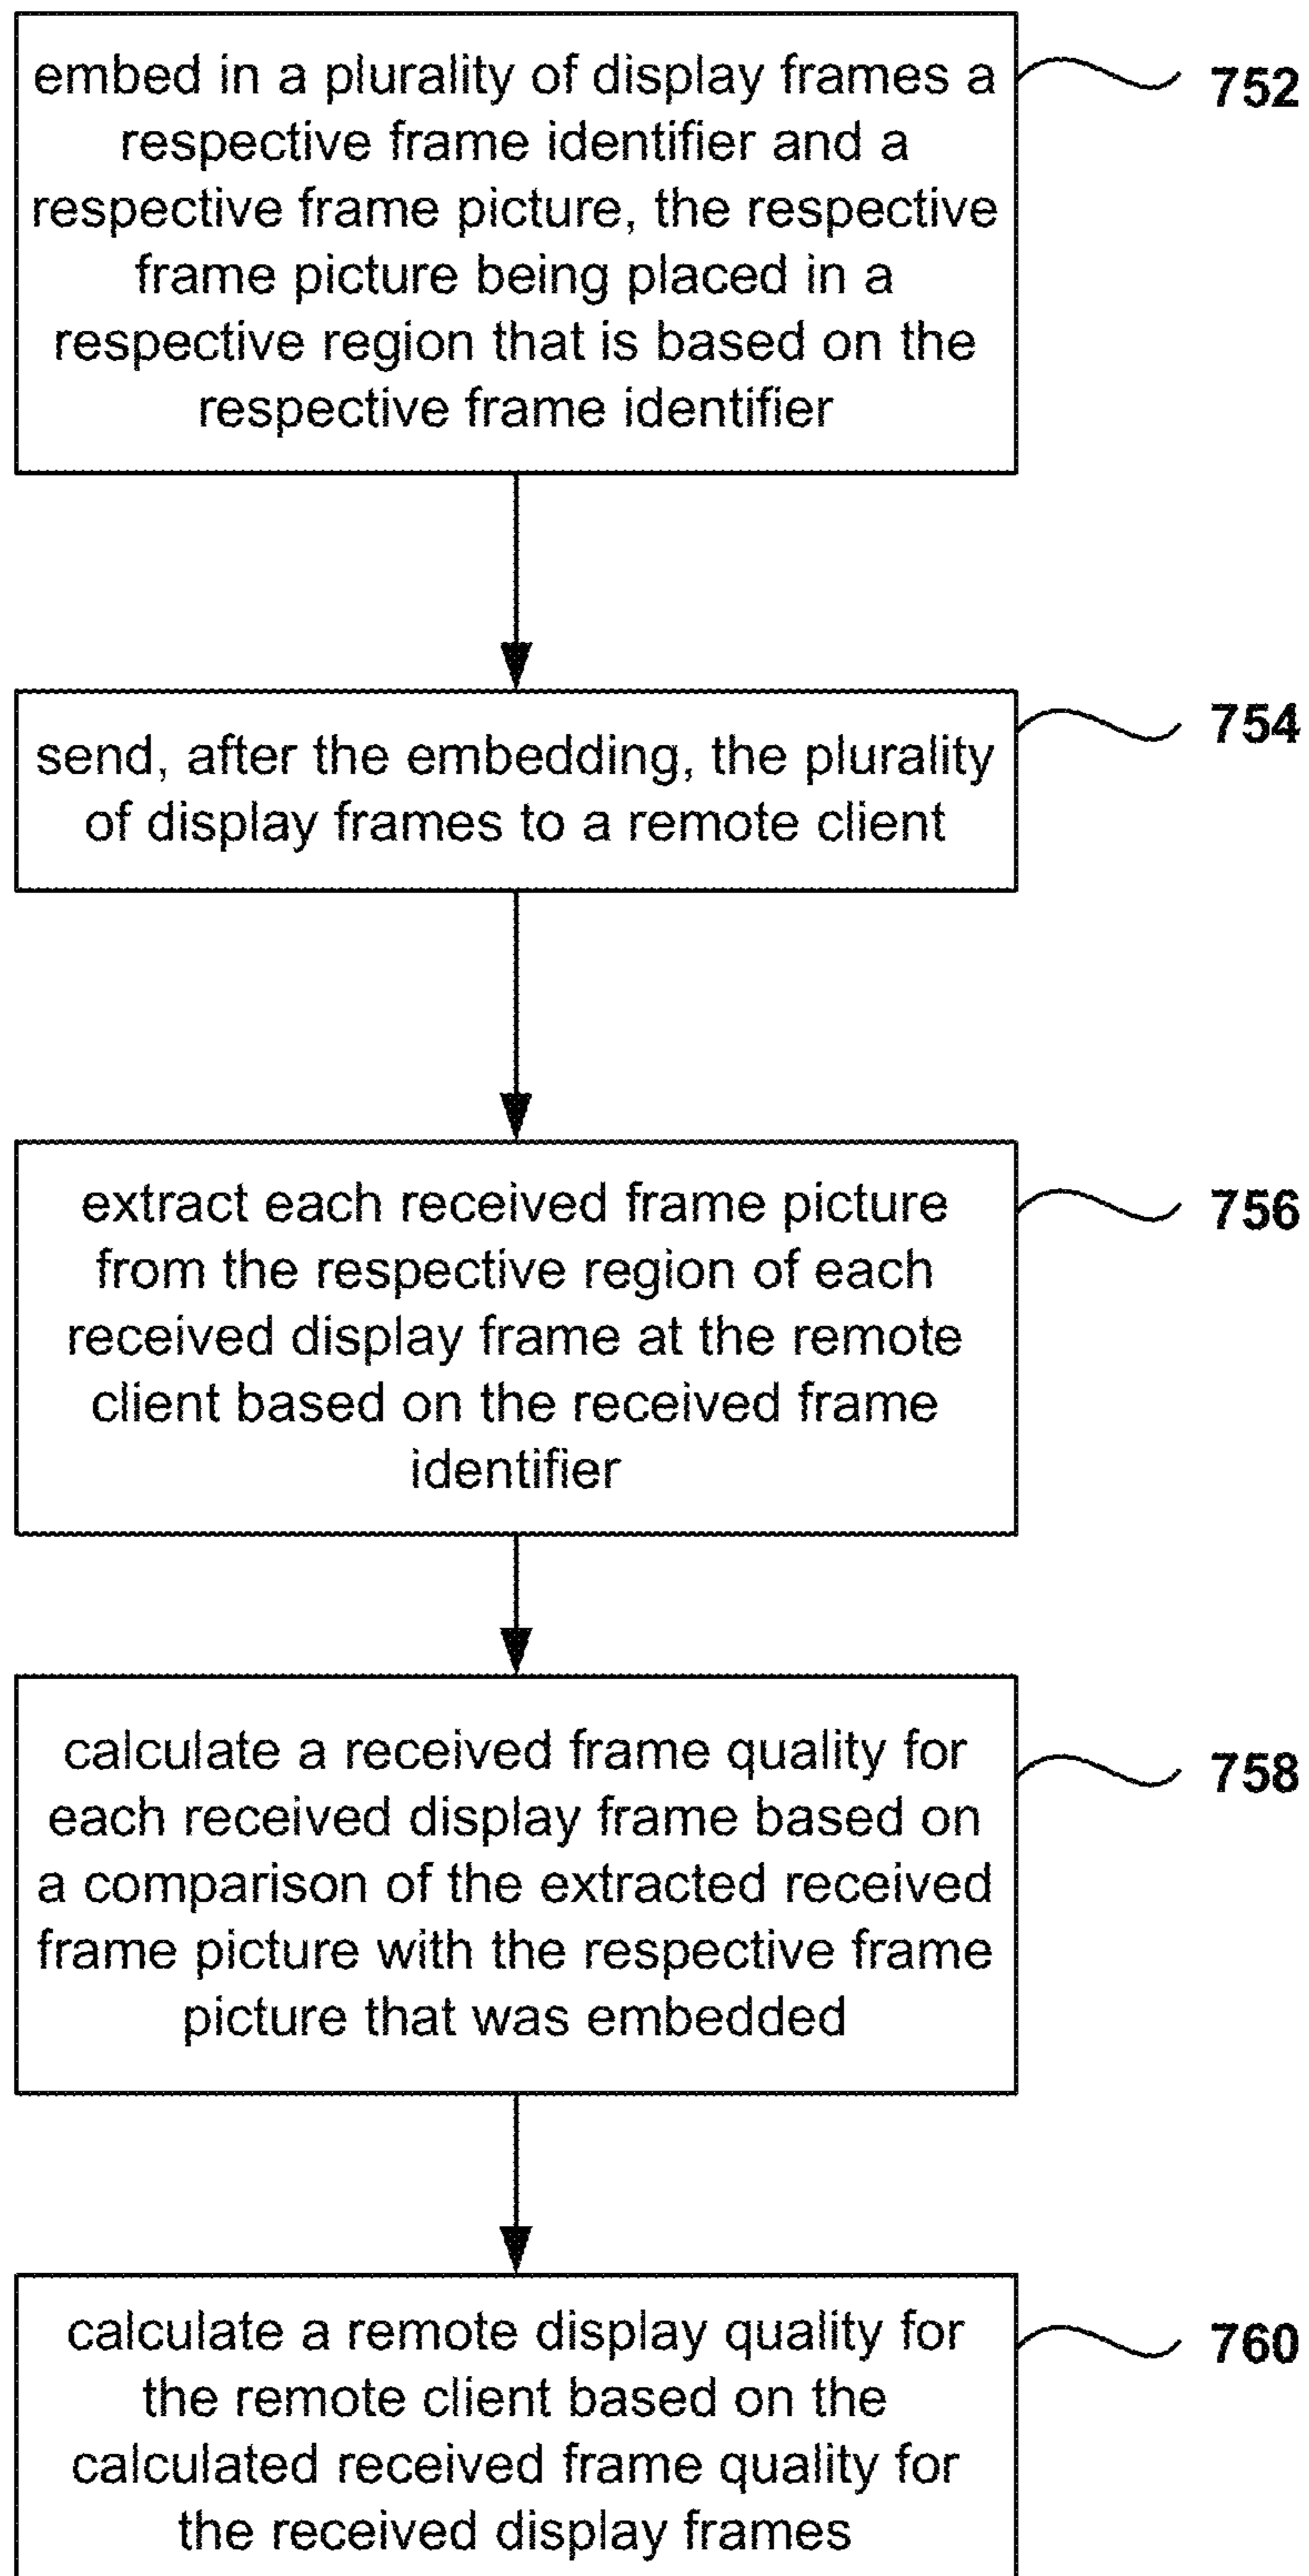 embed in a plurality of display frames a
respective frame identifier and a
respective frame picture, the respective
frame picture being placed in a
respective region that is based on the
respective frame identifier
752
send, after the embedding, the plurality
of display frames to a remote client
754
extract each received frame picture
from the respective region of each
received display frame at the remote
client based on the received frame
identifier
756
calculate a received frame quality for
each received display frame based on
a comparison of the extracted received
frame picture with the respective frame
picture that was embedded
758
calculate a remote display quality for
the remote client based on the
calculated received frame quality for
the received display frames
760